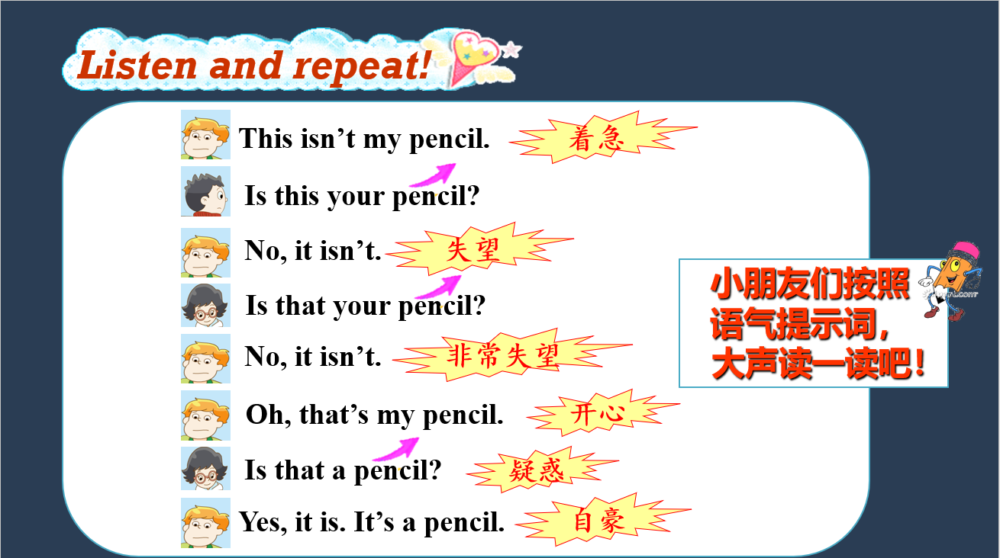 Listen and repeat!
This isn't my pencil. 着急
Is this your pencil?
No, it isn't. 失望
Is that your pencil?
No, it isn't. 非常失望
小朋友们按照
语气提示词，
大声读一读吧！
Oh, that's my pencil. 开心
Is that a pencil? 疑惑
Yes, it is. It's a pencil. 自豪